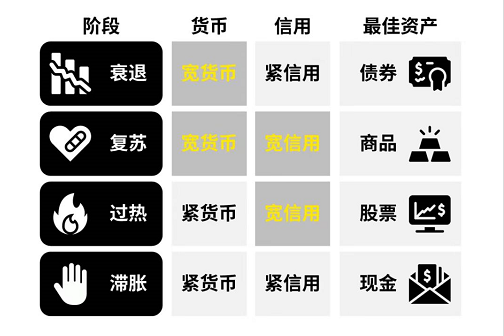 阶段 货币 信用 最佳资产
衰退 宽货币 紧信用 债券
复苏 宽货币 宽信用 商品
过热 紧货币 宽信用 股票
滞胀 紧货币 紧信用 现金